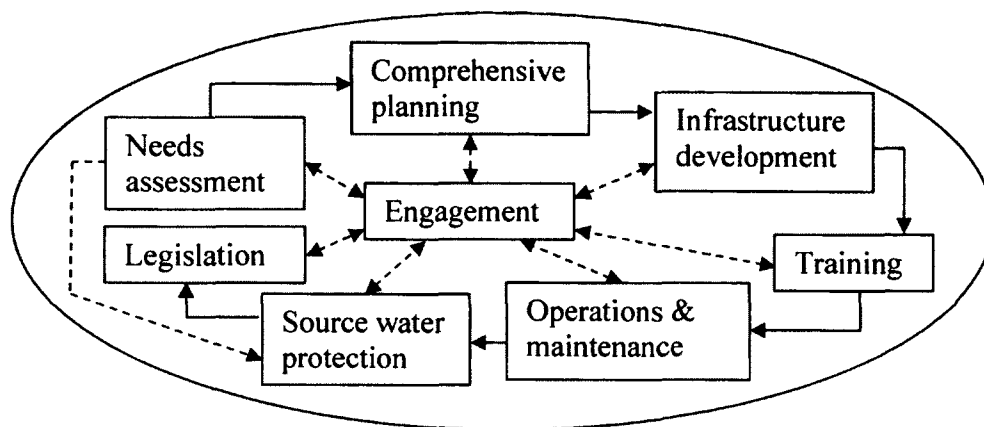 Comprehensive
planning
Infrastructure
development
Needs
assessment
Engagement
Legislation
Training
Source water
protection
Operations &
maintenance